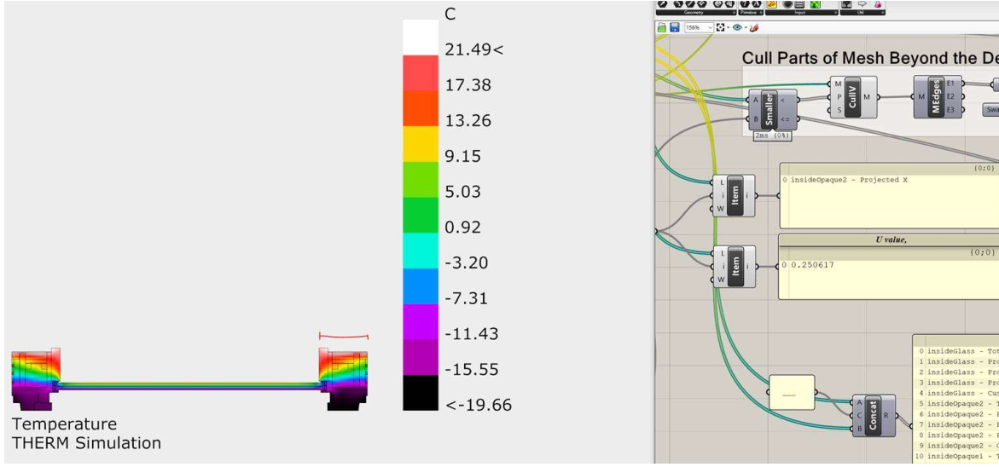 C
21.49<
17.38
13.26
9.15
5.03
0.92
-3.20
-7.31
-11.43
-15.55
<-19.66
Temperature
THERM Simulation
Geometry
Primitive
Input
Util
156%
Cull Parts of Mesh Beyond the De
A
B
Smaller
<
<=
2ms (0%)
M
P
S
CullV
M
M
MEdges
E1
E2
E3
Swa
L
i
W
Item
i
{0;0}
0 insideOpaque2 - Projected X
L
i
W
Item
i
U value,
{0;0}
0 0.250617
__
A
C
B
Concat
R
0 insideGlass - Tot
1 insideGlass - Pro
2 insideGlass - Pro
3 insideGlass - Pro
4 insideGlass - Cus
5 insideOpaque2 - T
6 insideOpaque2 -
7 insideOpaque2 -
8 insideOpaque2 -
9 insideOpaque2 -
10 insideOpaque1 - T